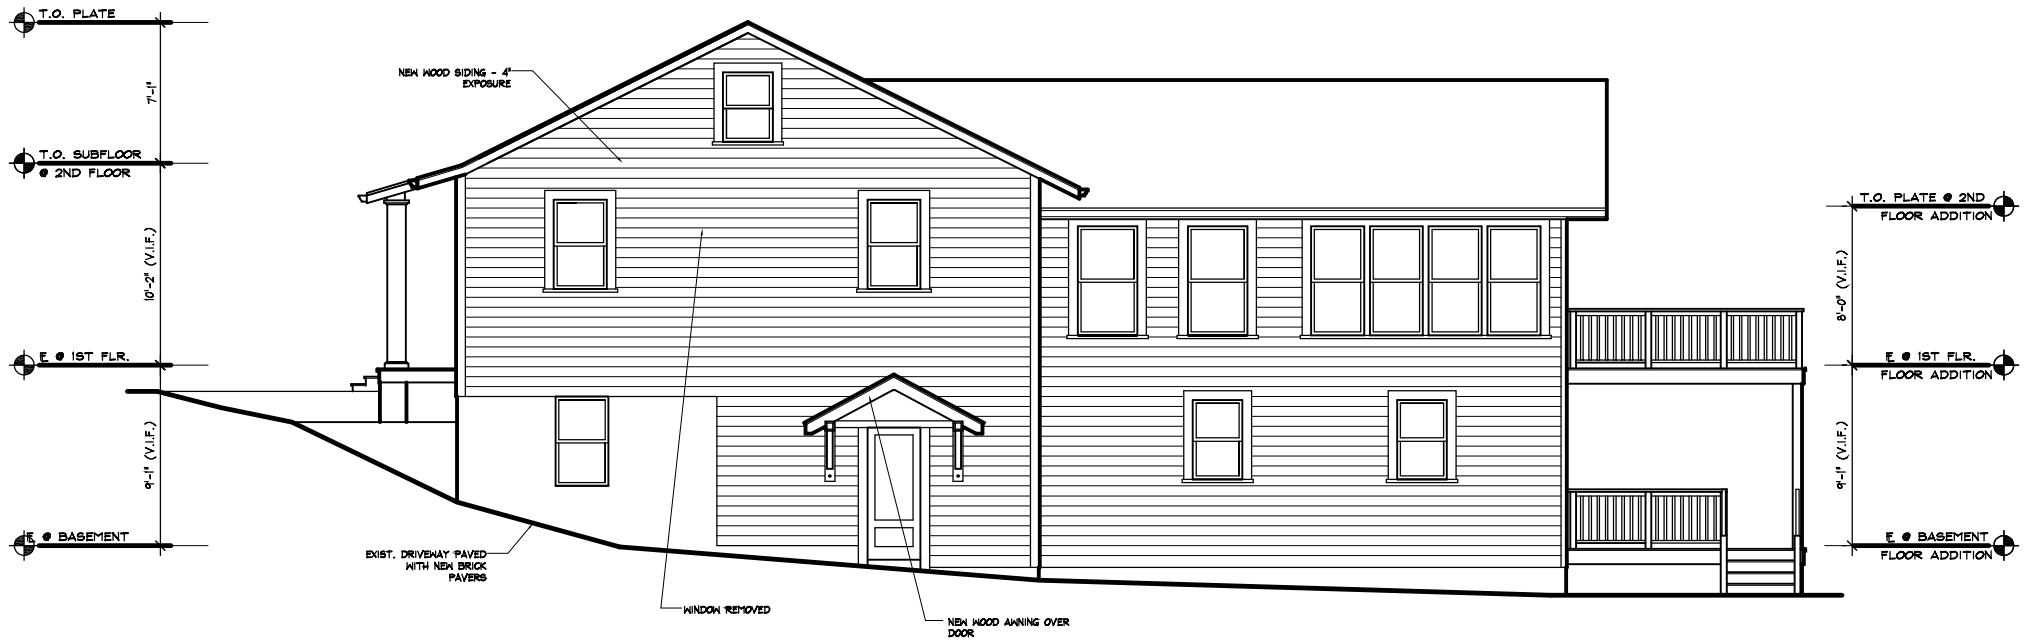 T.O. PLATE
7'-1"
T.O. SUBFLOOR
@ 2ND FLOOR
10'-2" (V.I.F.)
F @ 1ST FLR.
9'-1" (V.I.F.)
F @ BASEMENT
NEW WOOD SIDING - 4"
EXPOSURE
EXIST. DRIVEWAY PAVED
WITH NEW BRICK
PAVERS
WINDOW REMOVED
NEW WOOD AWNING OVER
DOOR
T.O. PLATE @ 2ND
FLOOR ADDITION
8'-0" (V.I.F.)
F @ 1ST FLR.
FLOOR ADDITION
9'-1" (V.I.F.)
F @ BASEMENT
FLOOR ADDITION